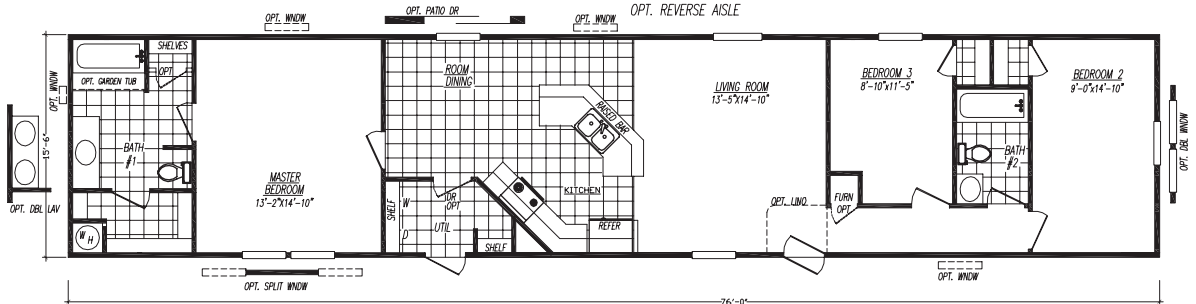 OPT. REVERSE AISLE
OPT. PATIO DR
OPT. WNDW
OPT. WNDW
SHELVES
OPT
OPT. GARDEN TUB
OPT. WNDW
15'-6"
OPT. DBL LAV
BATH
#1
W H
MASTER
BEDROOM
13'-2"X14'-10"
OPT. SPLIT WNDW
ROOM
DINING
RAISED BAR
KITCHEN
SHELF
W
D
DR
OPT
UTIL
SHELF
REFER
LIVING ROOM
13'-5"X14'-10"
OPT. LINO
FURN
OPT
BEDROOM 3
8'-10"X11'-5"
BATH
#2
BEDROOM 2
9'-0"X14'-10"
OPT. DBL WNDW
OPT. WNDW
76'-0"